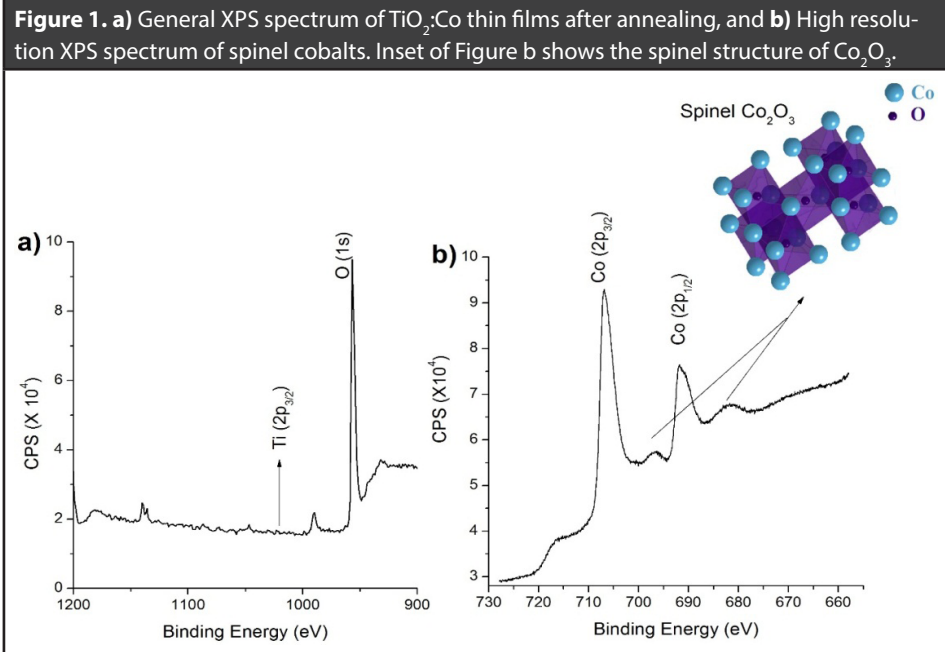 Figure 1. a) General XPS spectrum of TiO₂:Co thin films after annealing, and b) High resolu-
tion XPS spectrum of spinel cobalts. Inset of Figure b shows the spinel structure of Co₂O₃.
Co
O
Spinel Co₂O₃
a)
10
8
6
4
2
0
CPS (X 10⁴)
Ti (2p₃/₂)
O (1s)
1200 1100 1000 900
Binding Energy (eV)
b)
10
9
8
7
6
5
4
3
CPS (X10⁴)
Co (2p₃/₂)
Co (2p₁/₂)
730 720 710 700 690 680 670 660
Binding Energy (eV)